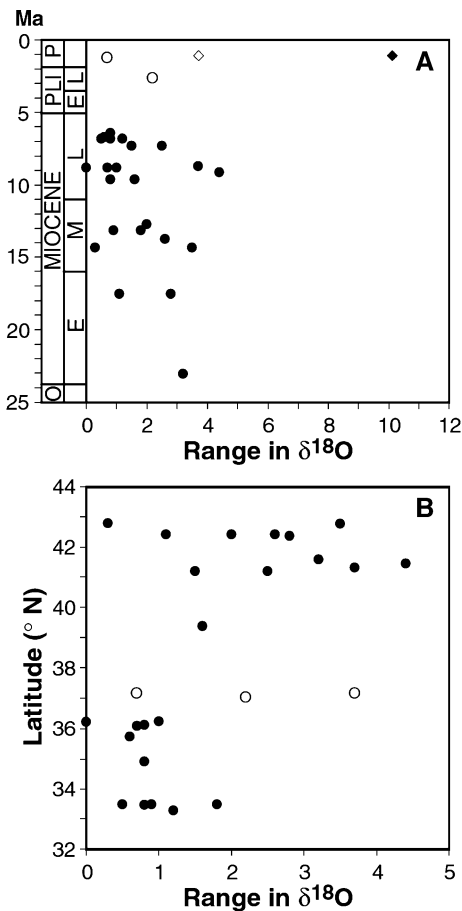 Ma
A
0
5
10
15
20
25
P
PLI
L
E
MIOCENE
L
M
E
O
0 2 4 6 8 10 12
Range in δ18O
B
44
42
40
38
36
34
32
Latitude (° N)
0 1 2 3 4 5
Range in δ18O